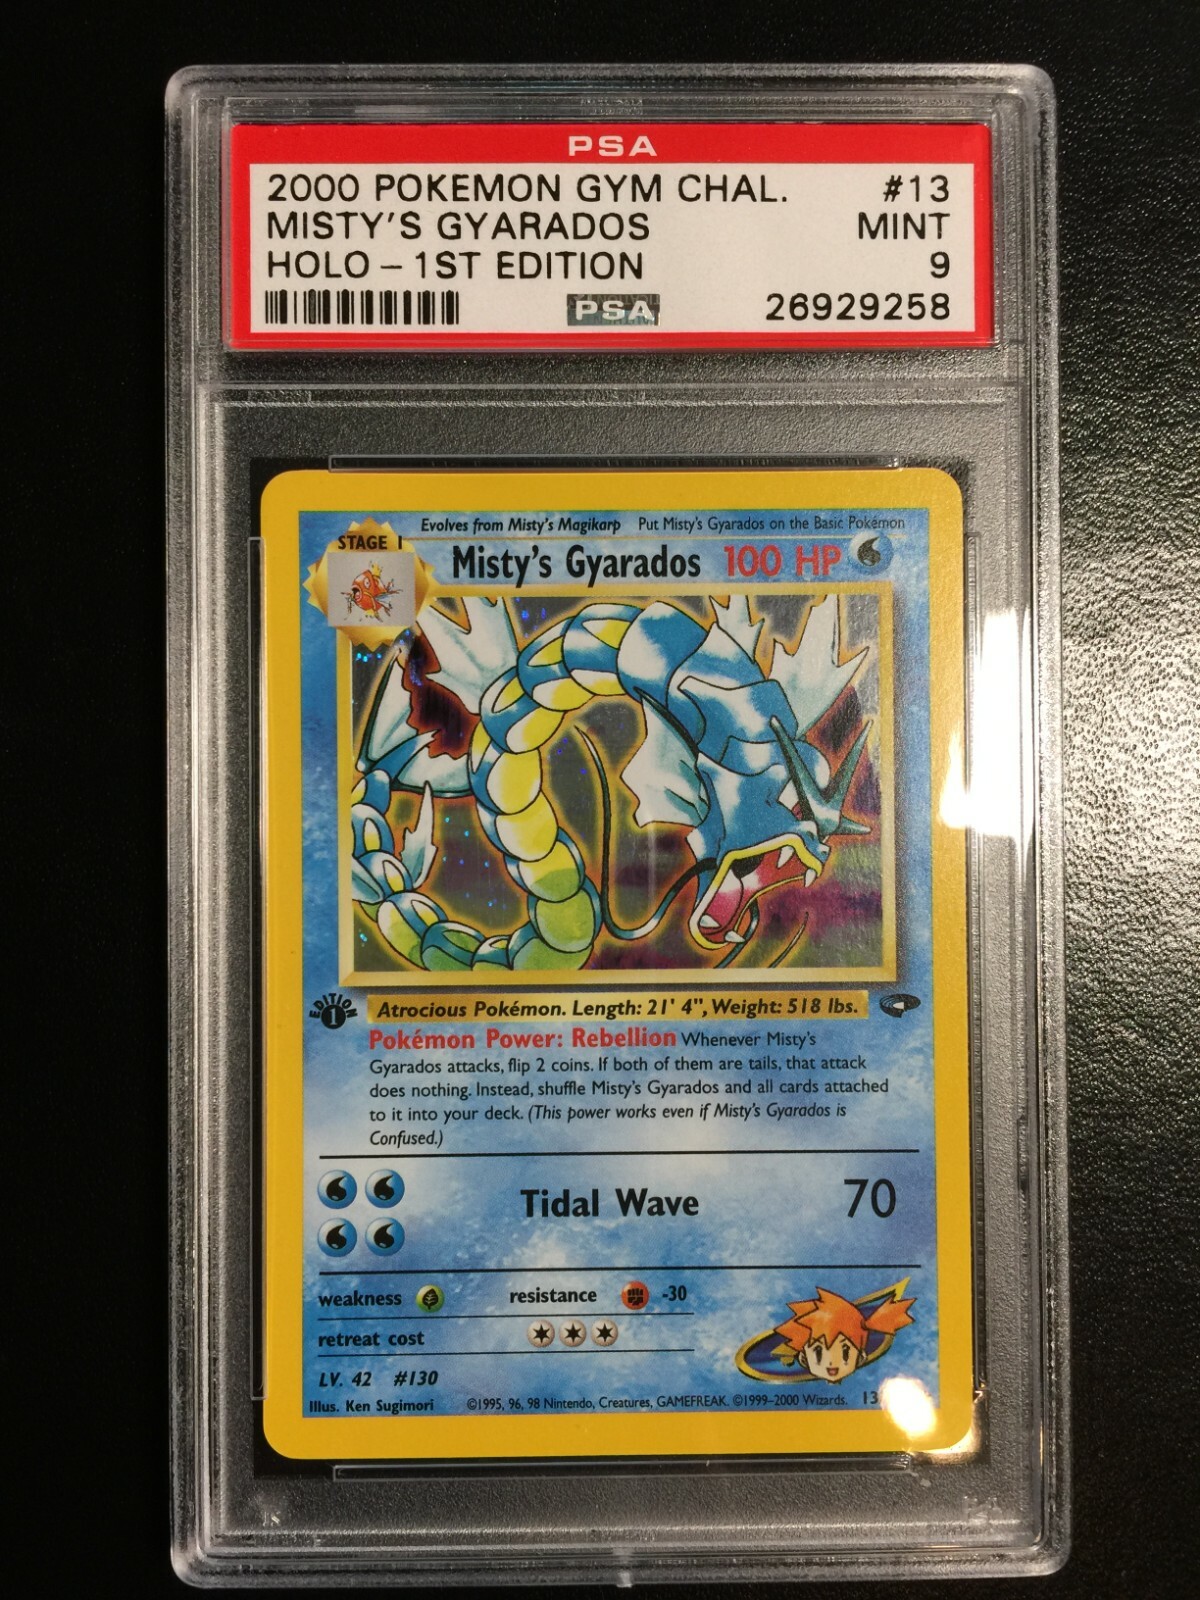 PSA
2000 POKEMON GYM CHAL. #13
MISTY'S GYARADOS MINT
HOLO - 1ST EDITION 9
PSA 26929258
Evolves from Misty's Magikarp Put Misty's Gyarados on the Basic Pokémon
STAGE 1
Misty's Gyarados 100 HP
EDITION
1
Atrocious Pokémon. Length: 21' 4", Weight: 518 lbs.
Pokémon Power: Rebellion Whenever Misty's
Gyarados attacks, flip 2 coins. If both of them are tails, that attack
does nothing. Instead, shuffle Misty's Gyarados and all cards attached
to it into your deck. (This power works even if Misty's Gyarados is
Confused.)
Tidal Wave 70
weakness resistance -30
retreat cost
LV. 42 #130
Illus. Ken Sugimori ©1995, 96, 98 Nintendo, Creatures, GAMEFREAK. ©1999-2000 Wizards. 13